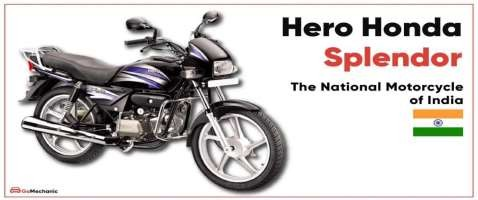 Hero Honda
Splendor
The National Motorcycle
of India
GoMechanic